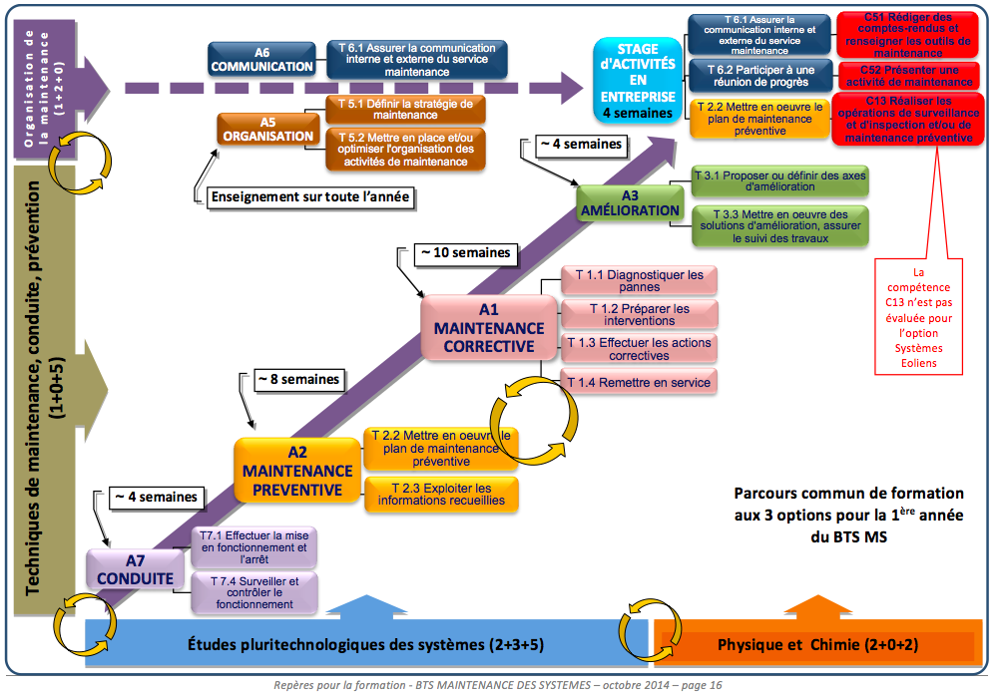 Organisation de
la maintenance
(1+2+0)
A6
COMMUNICATION
T 6.1 Assurer la communication
interne et externe du service
maintenance
A5
ORGANISATION
T 5.1 Définir la stratégie de
maintenance
T 5.2 Mettre en place et/ou
optimiser l'organisation des
activités de maintenance
Enseignement sur toute l'année
STAGE
d'ACTIVITÉS
EN
ENTREPRISE
4 semaines
T 6.1 Assurer la
communication interne et
externe du service
maintenance
T 6.2 Participer à une
réunion de progrès
T 2.2 Mettre en oeuvre le
plan de maintenance
préventive
C51 Rédiger des
comptes-rendus et
renseigner les outils de
maintenance
C52 Présenter une
activité de maintenance
C13 Réaliser les
opérations de surveillance
et d'inspection et/ou de
maintenance préventive
La
compétence
C13 n'est pas
évaluée pour
l'option
Systèmes
Eoliens
Techniques de maintenance, conduite, prévention
(1+0+5)
~ 4 semaines
A3
AMÉLIORATION
T 3.1 Proposer ou définir des axes
d'amélioration
T 3.3 Mettre en oeuvre des
solutions d'amélioration, assurer
le suivi des travaux
~ 10 semaines
A1
MAINTENANCE
CORRECTIVE
T 1.1 Diagnostiquer les
pannes
T 1.2 Préparer les
interventions
T 1.3 Effectuer les actions
correctives
T 1.4 Remettre en service
~ 8 semaines
A2
MAINTENANCE
PREVENTIVE
T 2.2 Mettre en oeuvre le
plan de maintenance
préventive
T 2.3 Exploiter les
informations recueillies
~ 4 semaines
A7
CONDUITE
T7.1 Effectuer la mise
en fonctionnement et
l'arrêt
T 7.4 Surveiller et
contrôler le
fonctionnement
Parcours commun de formation
aux 3 options pour la 1ère année
du BTS MS
Études pluritechnologiques des systèmes (2+3+5)
Physique et Chimie (2+0+2)
Repères pour la formation - BTS MAINTENANCE DES SYSTEMES – octobre 2014 – page 16